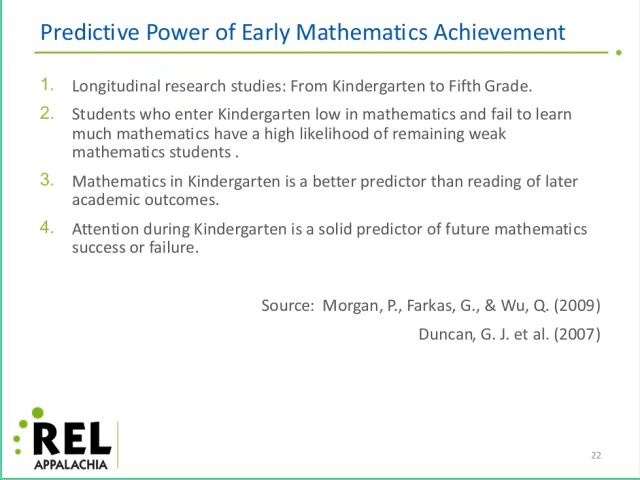 Predictive Power of Early Mathematics Achievement
1. Longitudinal research studies: From Kindergarten to Fifth Grade.
2. Students who enter Kindergarten low in mathematics and fail to learn
much mathematics have a high likelihood of remaining weak
mathematics students .
3. Mathematics in Kindergarten is a better predictor than reading of later
academic outcomes.
4. Attention during Kindergarten is a solid predictor of future mathematics
success or failure.
Source: Morgan, P., Farkas, G., & Wu, Q. (2009)
Duncan, G. J. et al. (2007)
REL
APPALACHIA
22